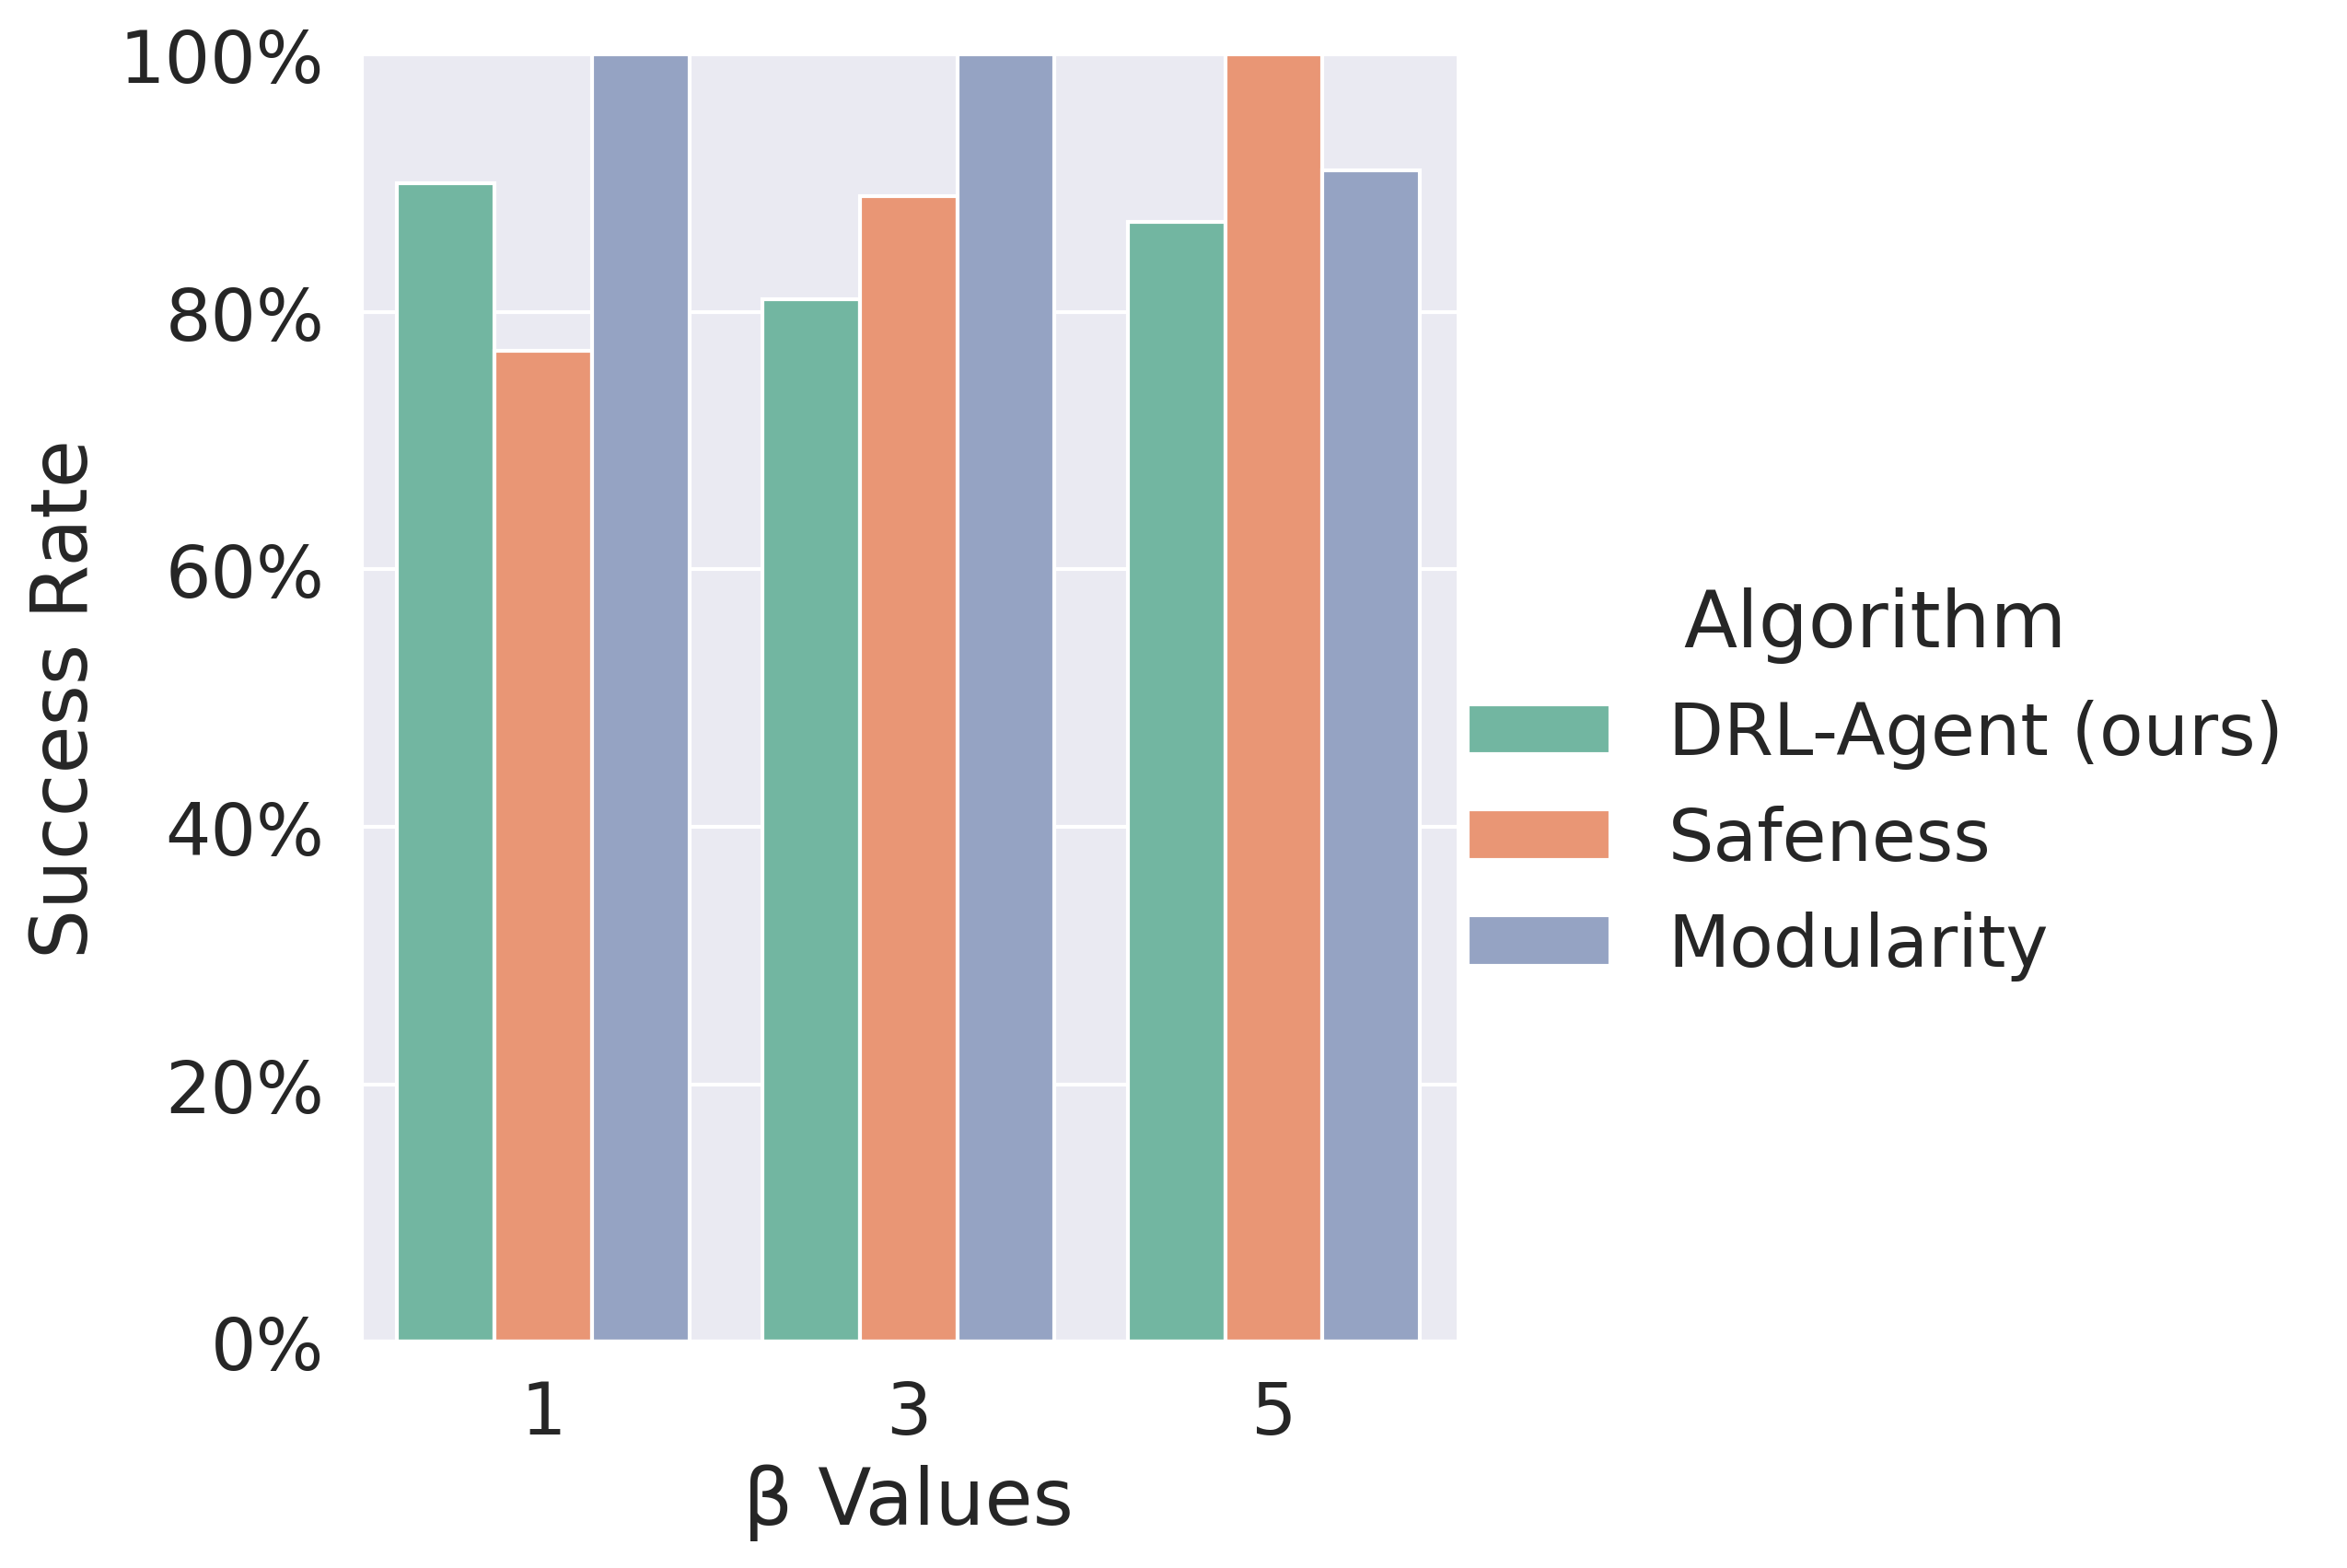 100%
80%
60%
40%
20%
0%
Success Rate
1
3
5
β Values
Algorithm
DRL-Agent (ours)
Safeness
Modularity